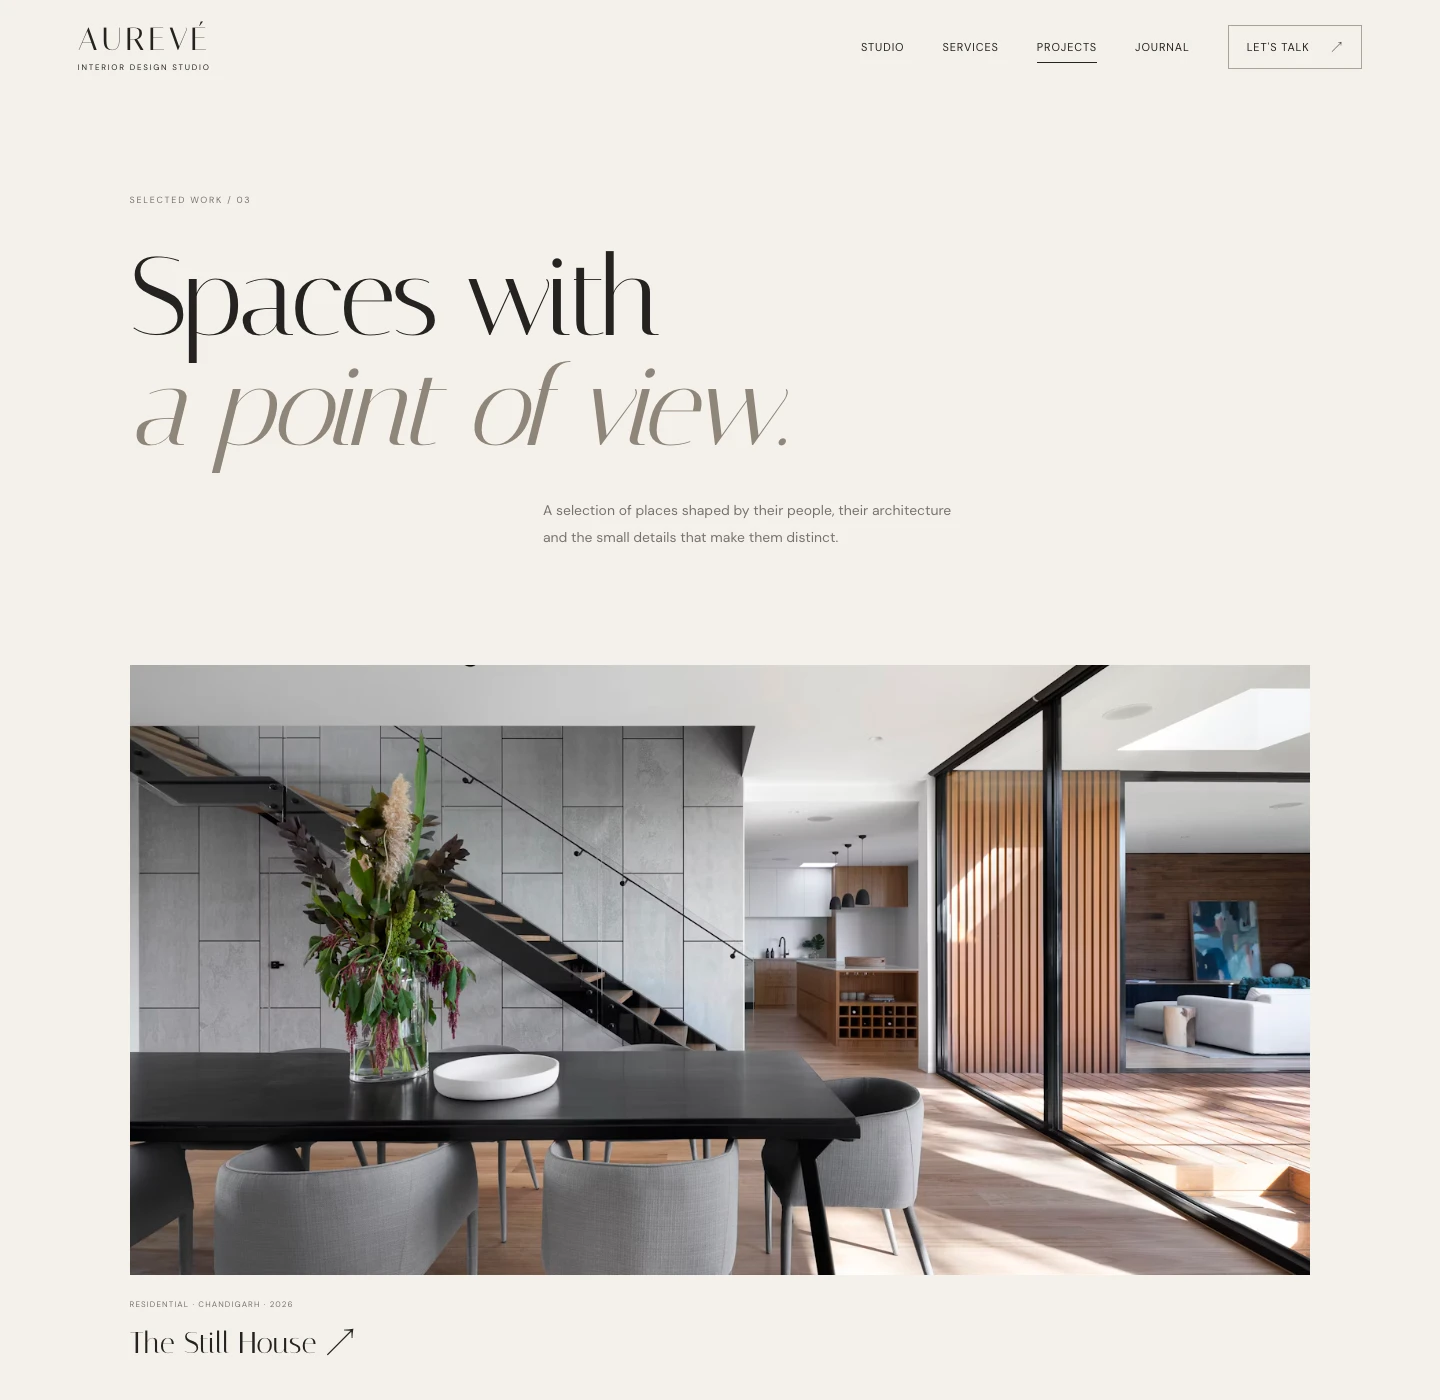 AUREVÉ
INTERIOR DESIGN STUDIO
STUDIO
SERVICES
PROJECTS
JOURNAL
LET'S TALK ↗
SELECTED WORK / 03
Spaces with
a point of view.
A selection of places shaped by their people, their architecture
and the small details that make them distinct.
RESIDENTIAL · CHANDIGARH · 2026
The Still House ↗